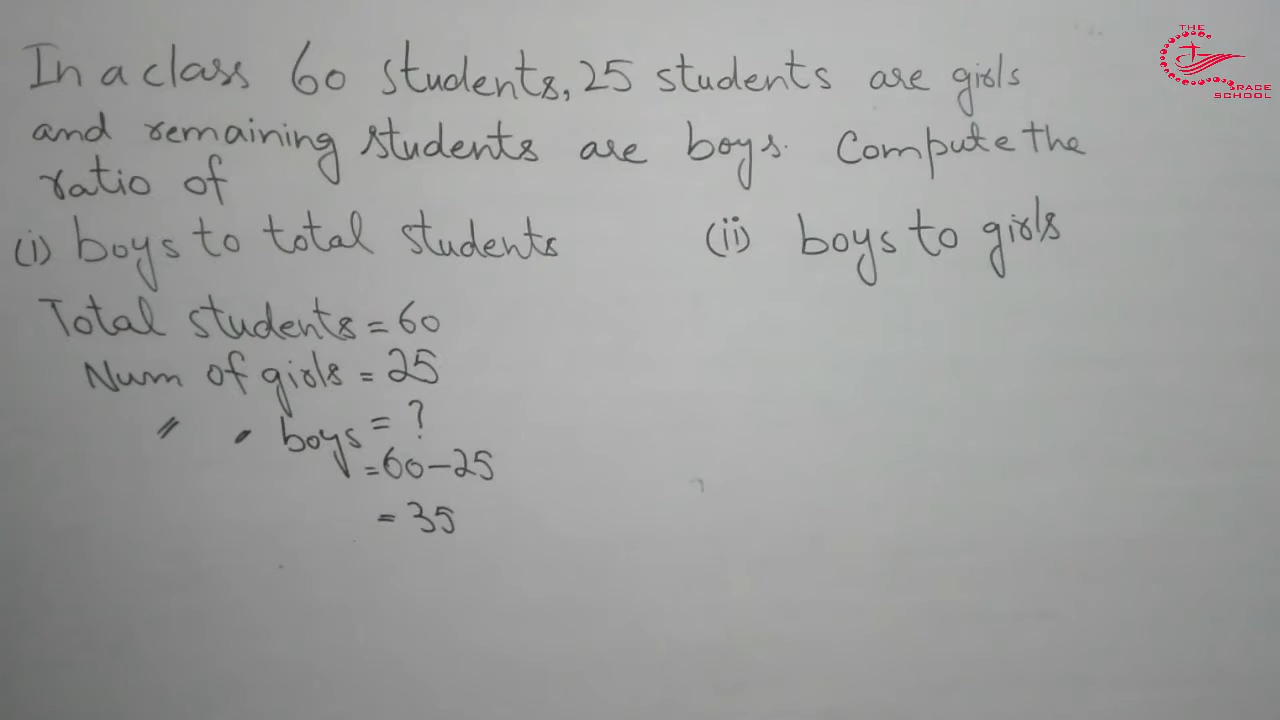 In a class 60 students, 25 students are girls
and remaining students are boys. Compute the
ratio of
(i) boys to total students (ii) boys to girls
Total students = 60
Num of girls = 25
〃 〃 boys = ?
= 60 - 25
= 35
THE
GRACE
SCHOOL